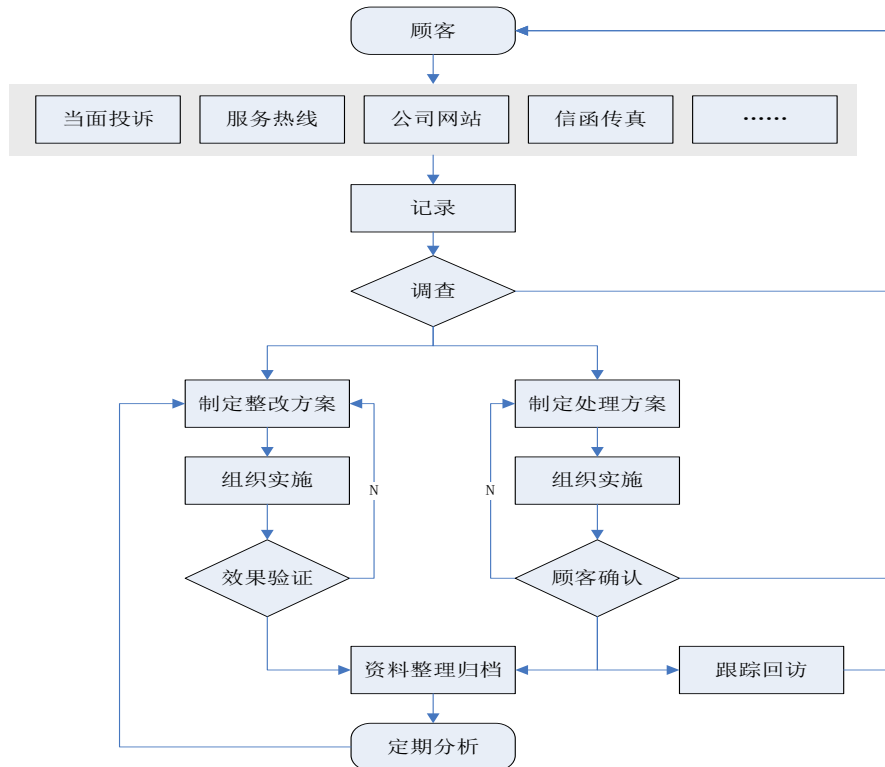 顾客
当面投诉
服务热线
公司网站
信函传真
……
记录
调查
制定整改方案
制定处理方案
组织实施
组织实施
N
N
效果验证
顾客确认
资料整理归档
跟踪回访
定期分析